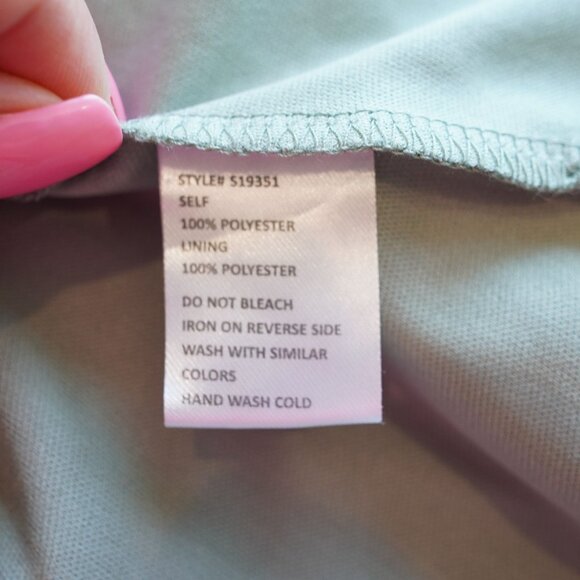 STYLE# S19351
SELF
100% POLYESTER
LINING
100% POLYESTER
DO NOT BLEACH
IRON ON REVERSE SIDE
WASH WITH SIMILAR
COLORS
HAND WASH COLD